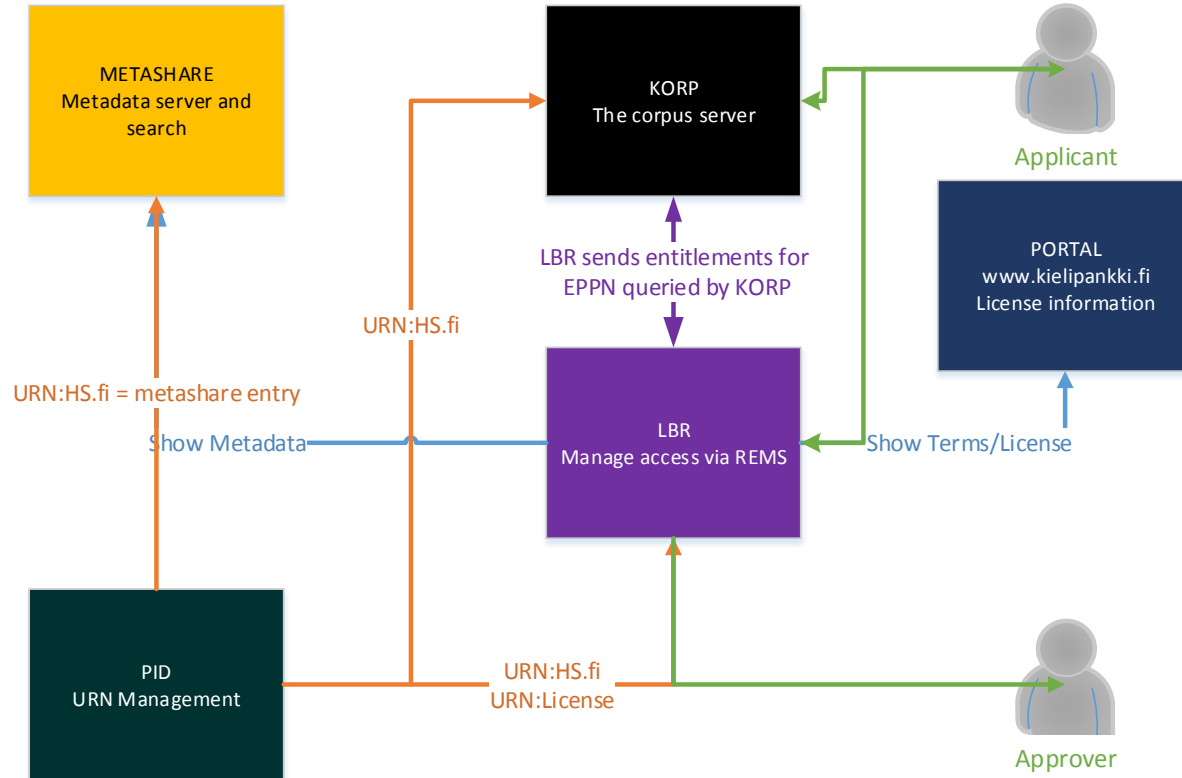 METASHARE
Metadata server and
search
KORP
The corpus server
Applicant
PORTAL
www.kielipankki.fi
License information
LBR sends entitlements for
EPPN queried by KORP
URN:HS.fi
URN:HS.fi = metashare entry
Show Metadata
LBR
Manage access via REMS
Show Terms/License
PID
URN Management
URN:HS.fi
URN:License
Approver